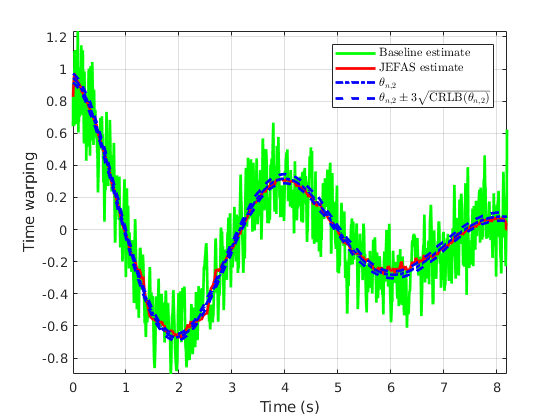 Baseline estimate
JEFAS estimate
θₙ,₂
θₙ,₂ ± 3√CRLB(θₙ,₂)
1.2
1
0.8
0.6
0.4
0.2
0
-0.2
-0.4
-0.6
-0.8
Time warping
0 1 2 3 4 5 6 7 8
Time (s)